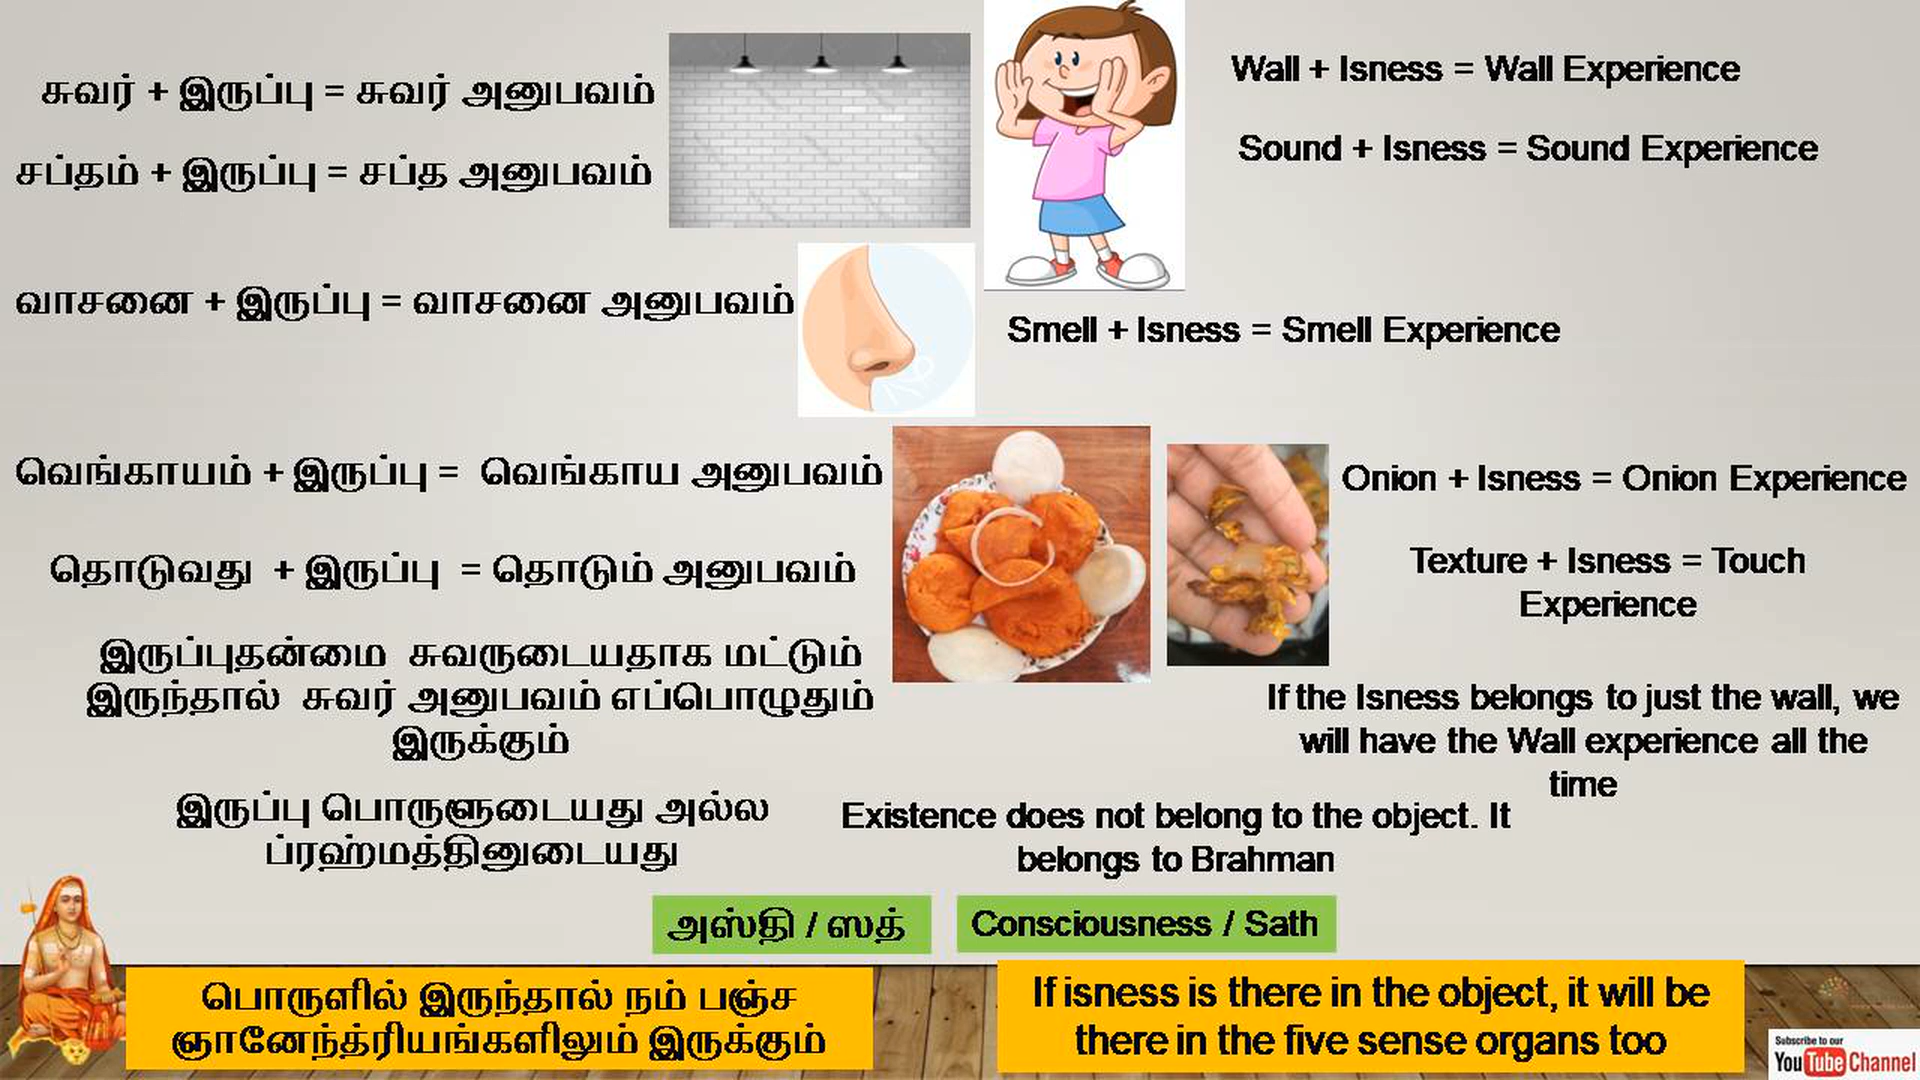 சுவர் + இருப்பு = சுவர் அனுபவம்
Wall + Isness = Wall Experience
சப்தம் + இருப்பு = சப்த அனுபவம்
Sound + Isness = Sound Experience
வாசனை + இருப்பு = வாசனை அனுபவம்
Smell + Isness = Smell Experience
வெங்காயம் + இருப்பு = வெங்காய அனுபவம்
Onion + Isness = Onion Experience
தொடுவது + இருப்பு = தொடும் அனுபவம்
Texture + Isness = Touch
Experience
இருப்புதன்மை சுவருடையதாக மட்டும்
இருந்தால் சுவர் அனுபவம் எப்பொழுதும்
இருக்கும்
If the Isness belongs to just the wall, we
will have the Wall experience all the
time
இருப்பு பொருளுடையது அல்ல
ப்ரஹ்மத்தினுடையது
Existence does not belong to the object. It
belongs to Brahman
அஸ்தி / ஸத்
Consciousness / Sath
பொருளில் இருந்தால் நம் பஞ்ச
ஞானேந்த்ரியங்களிலும் இருக்கும்
If isness is there in the object, it will be
there in the five sense organs too
Subscribe to our
YouTube Channel